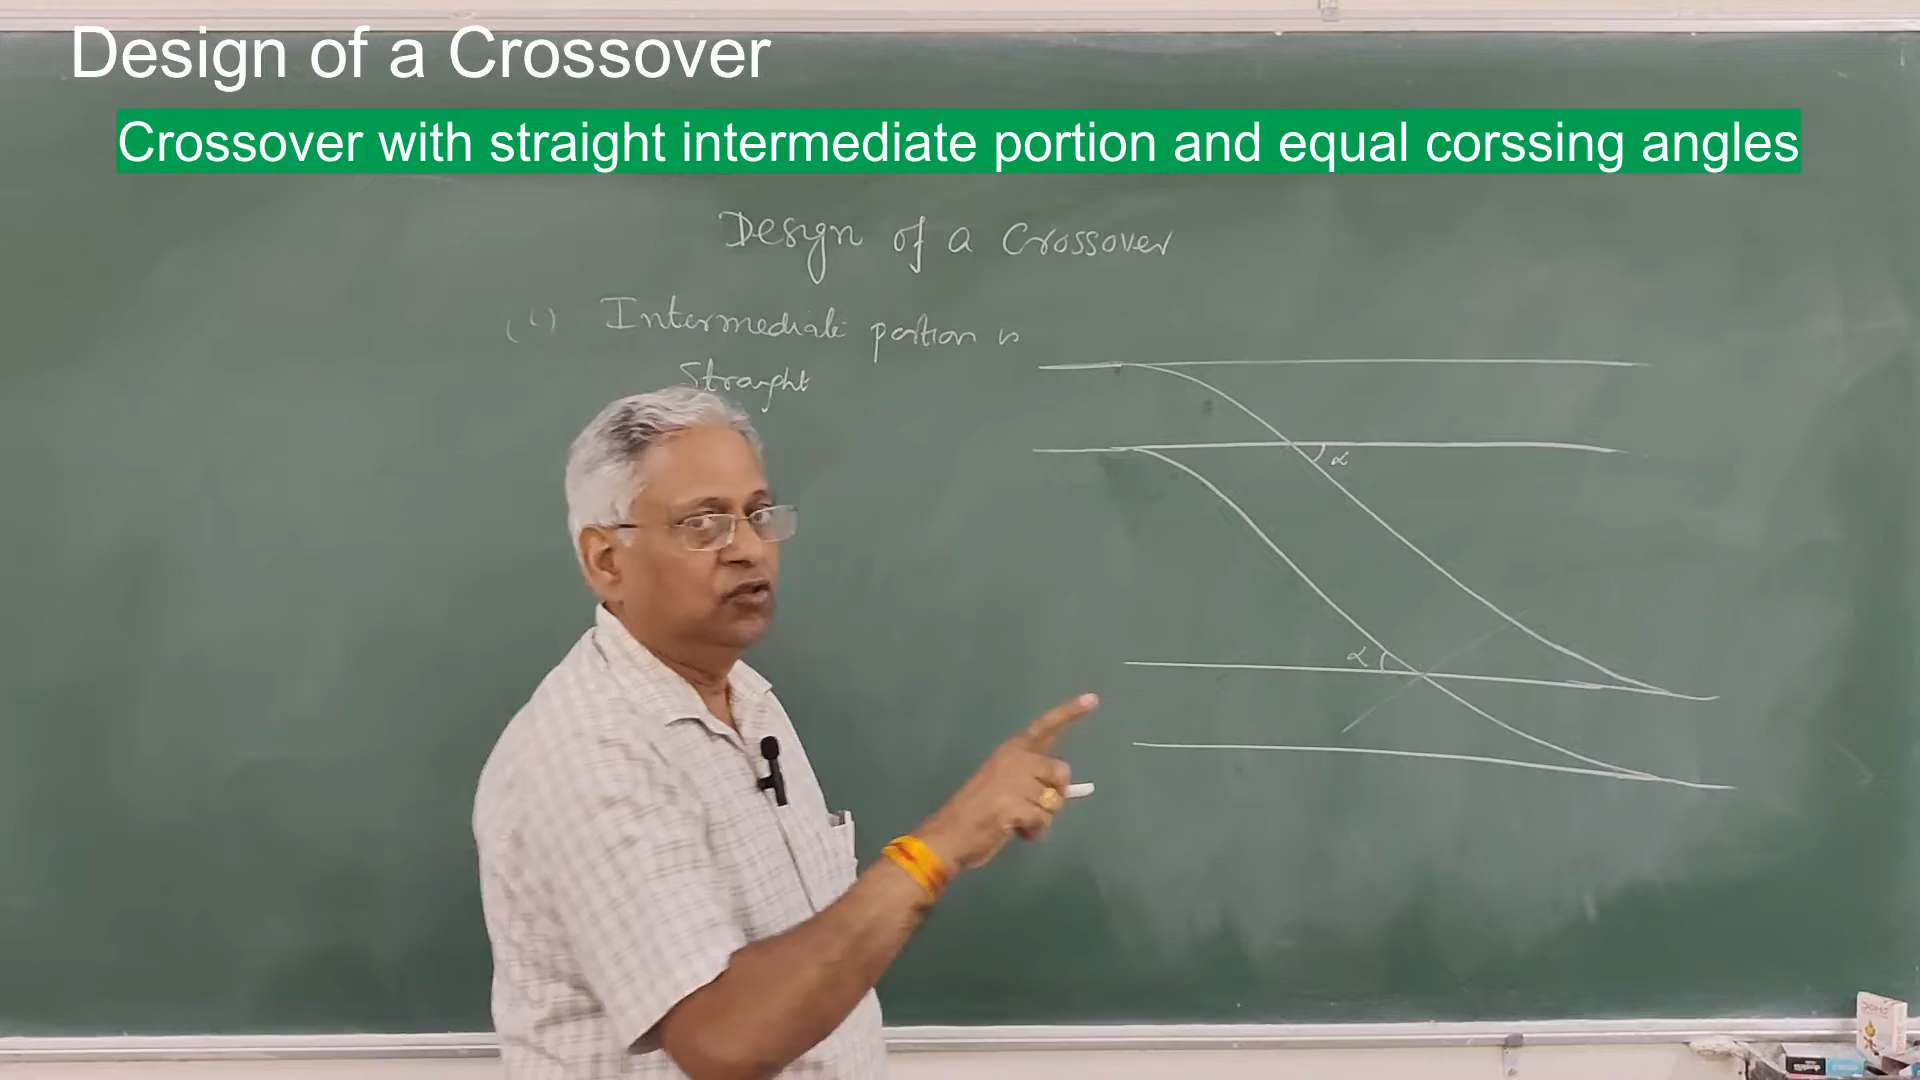 Design of a Crossover
Crossover with straight intermediate portion and equal corssing angles
Design of a Crossover
(i) Intermediate portion is
Straight
α
α